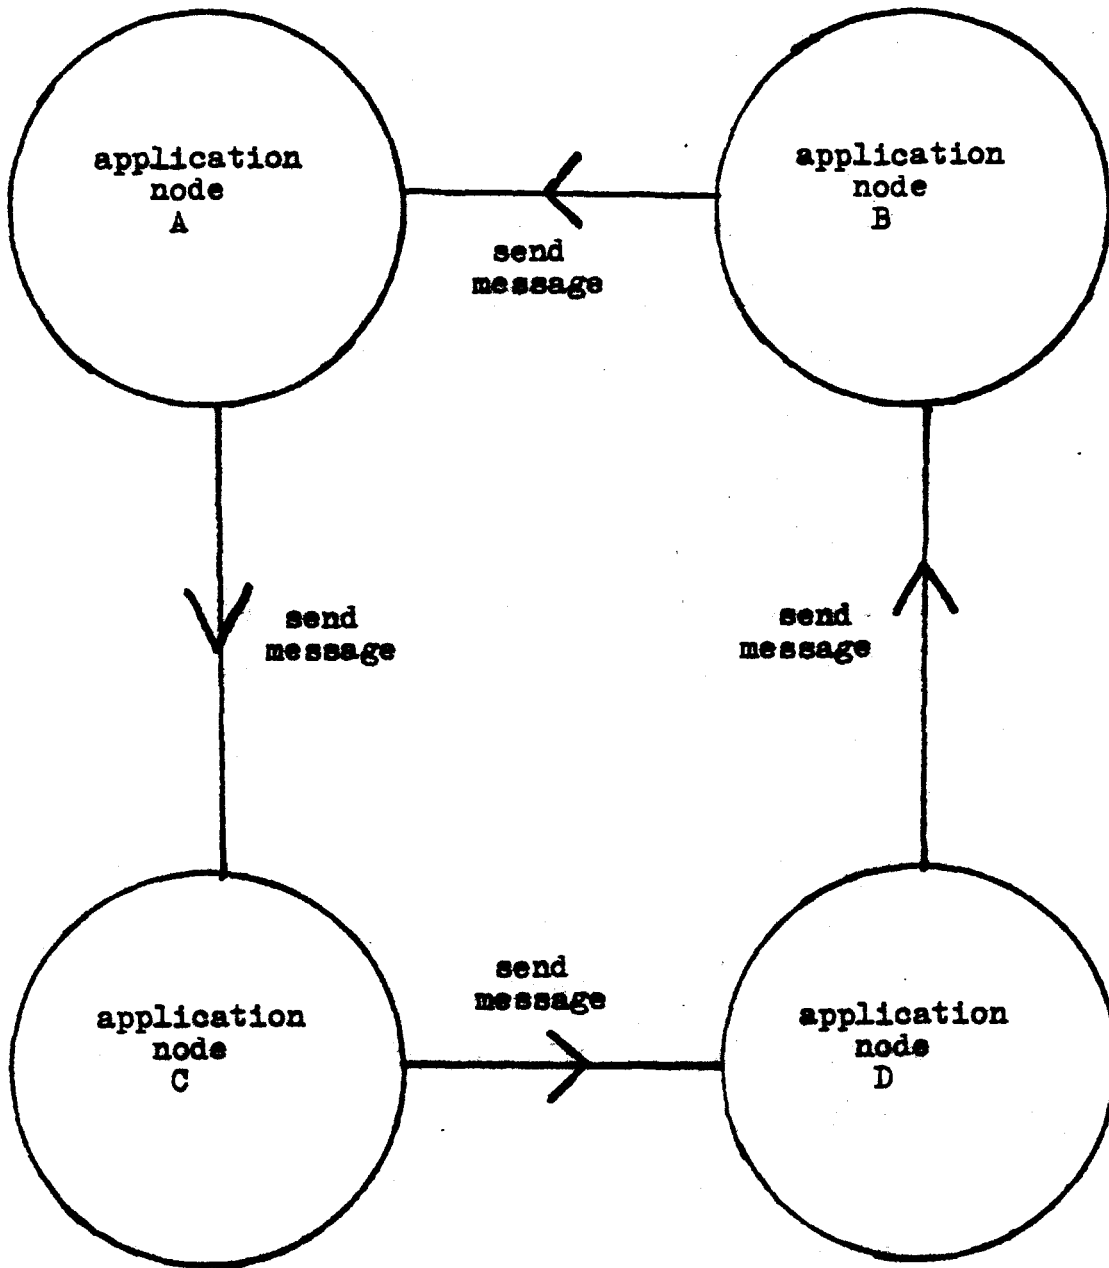 application
node
A
application
node
B
send
message
send
message
send
message
send
message
application
node
C
application
node
D